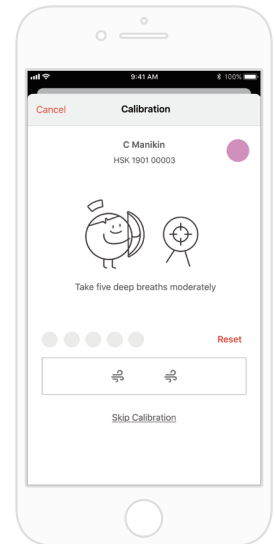 9:41 AM
100%
Cancel
Calibration
C Manikin
HSK 1901 00003
Take five deep breaths moderately
Reset
Skip Calibration